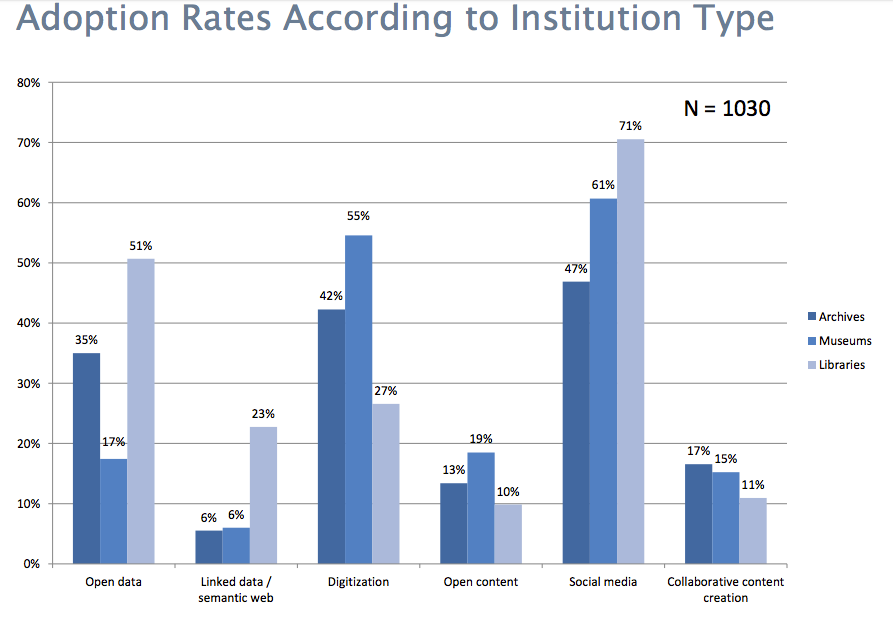 Adoption Rates According to Institution Type
80%
70%
60%
50%
40%
30%
20%
10%
0%
N = 1030
35%
17%
51%
6%
6%
23%
42%
55%
27%
13%
19%
10%
47%
61%
71%
17%
15%
11%
Open data
Linked data /
semantic web
Digitization
Open content
Social media
Collaborative content
creation
Archives
Museums
Libraries